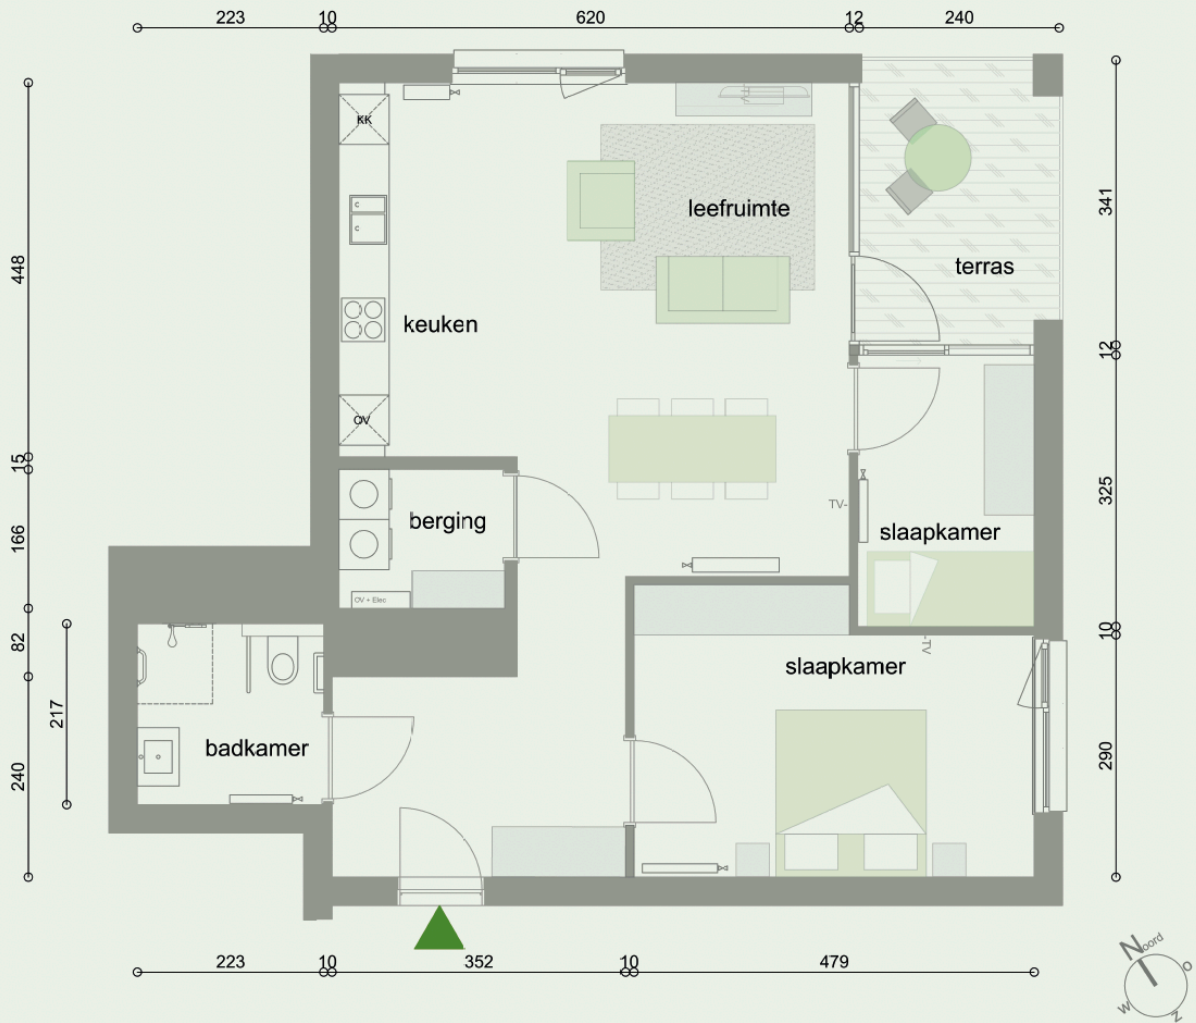 223 10 620 12 240
KK
C
C
leefruimte
341
448
terras
keuken
12
OV
15
TV-
325
berging
slaapkamer
166
OV + Elec
10
82
-TV
slaapkamer
217
badkamer
290
240
223 10 352 10 479
Noord
O
W
Z